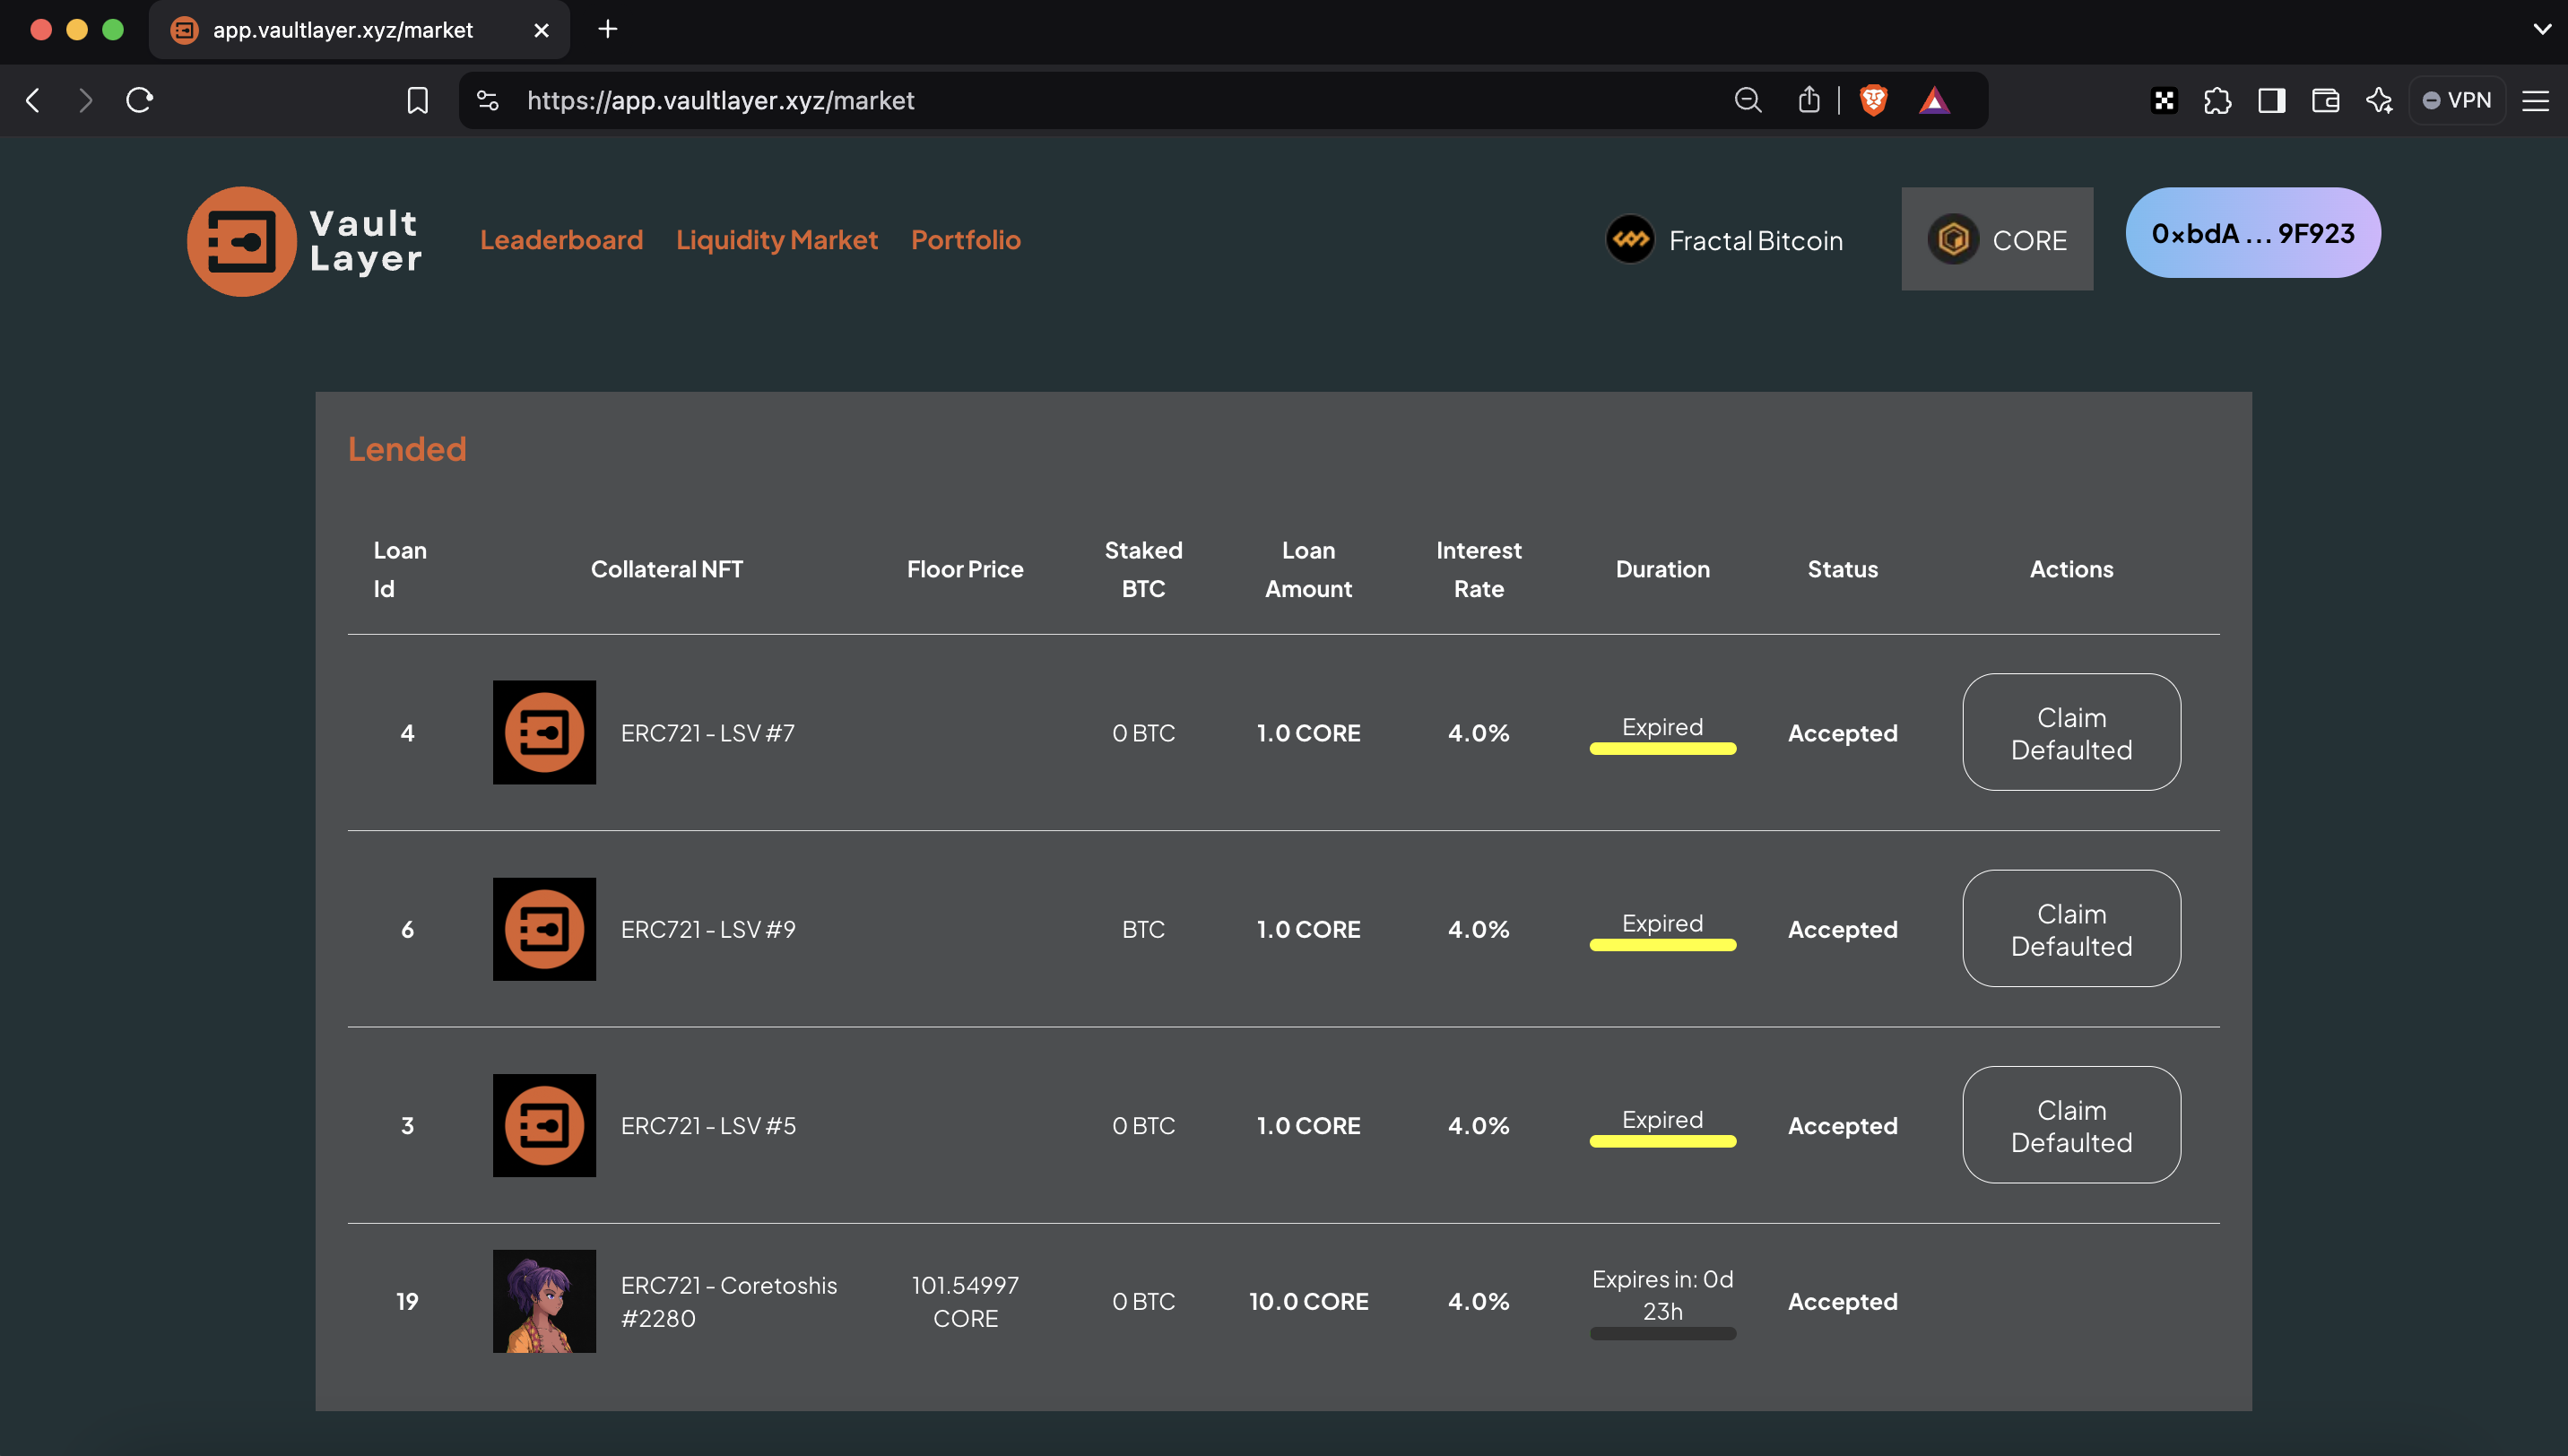 app.vaultlayer.xyz/market
https://app.vaultlayer.xyz/market
VPN
Vault
Layer
Leaderboard
Liquidity Market
Portfolio
Fractal Bitcoin
CORE
0xbdA ... 9F923
Lended
Loan
Id
Collateral NFT
Floor Price
Staked
BTC
Loan
Amount
Interest
Rate
Duration
Status
Actions
4
ERC721 - LSV #7
0 BTC
1.0 CORE
4.0%
Expired
Accepted
Claim
Defaulted
6
ERC721 - LSV #9
BTC
1.0 CORE
4.0%
Expired
Accepted
Claim
Defaulted
3
ERC721 - LSV #5
0 BTC
1.0 CORE
4.0%
Expired
Accepted
Claim
Defaulted
19
ERC721 - Coretoshis
#2280
101.54997
CORE
0 BTC
10.0 CORE
4.0%
Expires in: 0d
23h
Accepted